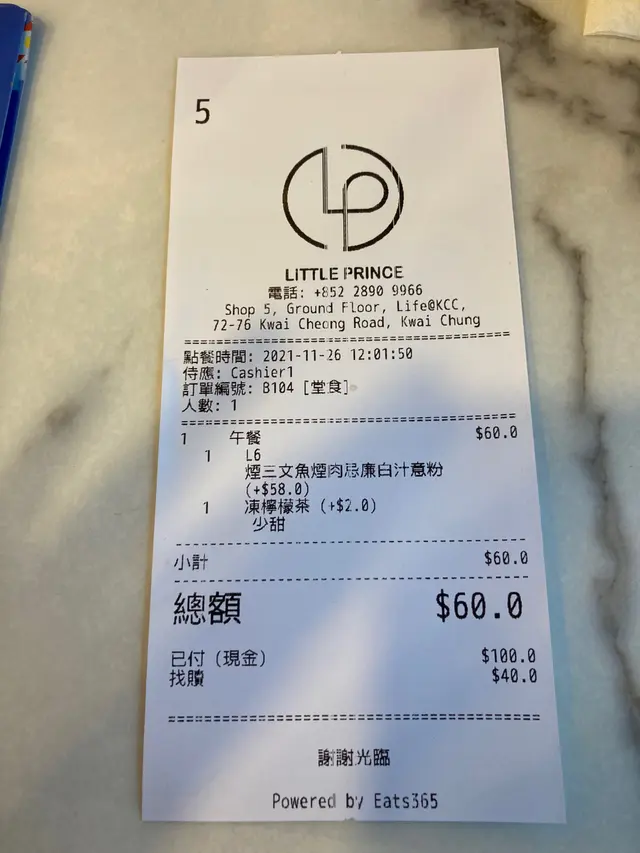 5
LP
LiTTLE PRiNCE
電話: +852 2890 9966
Shop 5, Ground Floor, Life@KCC,
72-76 Kwai Cheong Road, Kwai Chung
點餐時間: 2021-11-26 12:01:50
侍應: Cashier1
訂單編號: B104 [堂食]
人數: 1
1 午餐 $60.0
1 L6
煙三文魚煙肉忌廉白汁意粉
(+$58.0)
1 凍檸檬茶 (+$2.0)
少甜
小計 $60.0
總額 $60.0
已付 (現金) $100.0
找贖 $40.0
謝謝光臨
Powered by Eats365